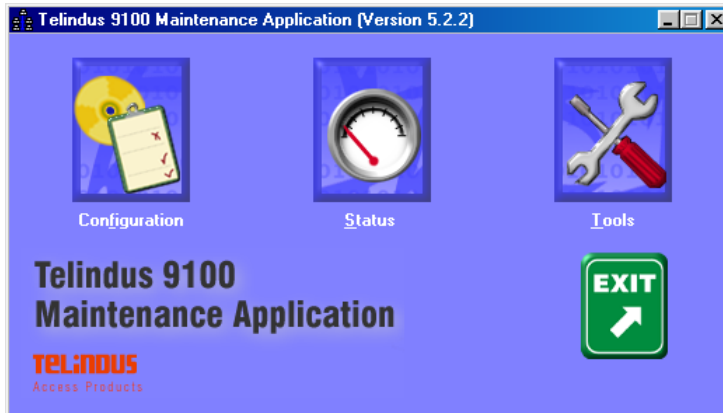 Telindus 9100 Maintenance Application (Version 5.2.2)
Configuration
Status
Tools
Telindus 9100
Maintenance Application
EXIT
TELINDUS
Access Products